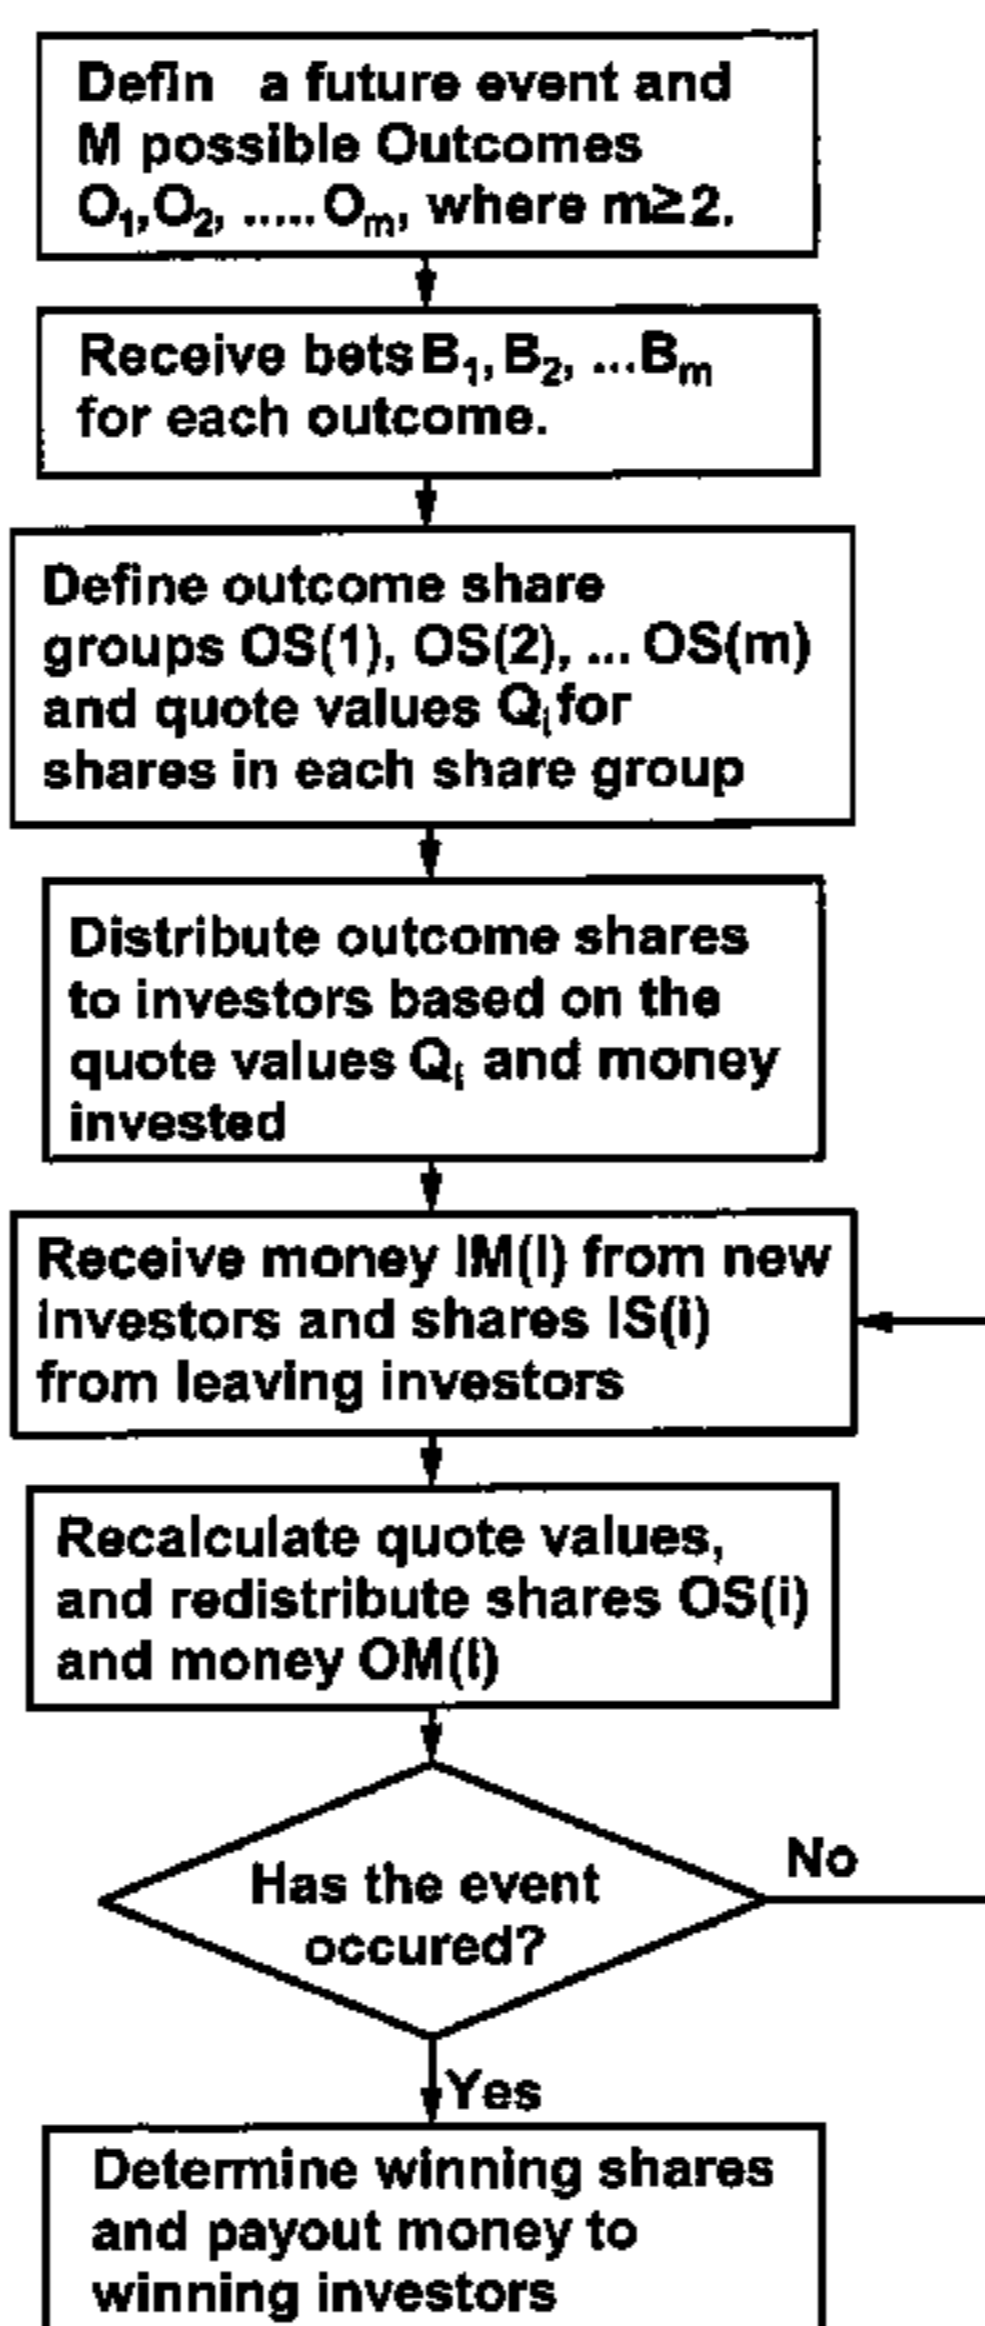 Defin a future event and
M possible Outcomes
O₁,O₂, .....Oₘ, where m≥2.
Receive bets B₁, B₂, ...Bₘ
for each outcome.
Define outcome share
groups OS(1), OS(2), ... OS(m)
and quote values Qᵢ for
shares in each share group
Distribute outcome shares
to investors based on the
quote values Qᵢ and money
invested
Receive money IM(I) from new
investors and shares IS(i)
from leaving investors
Recalculate quote values,
and redistribute shares OS(i)
and money OM(I)
Has the event
occured?
No
Yes
Determine winning shares
and payout money to
winning investors